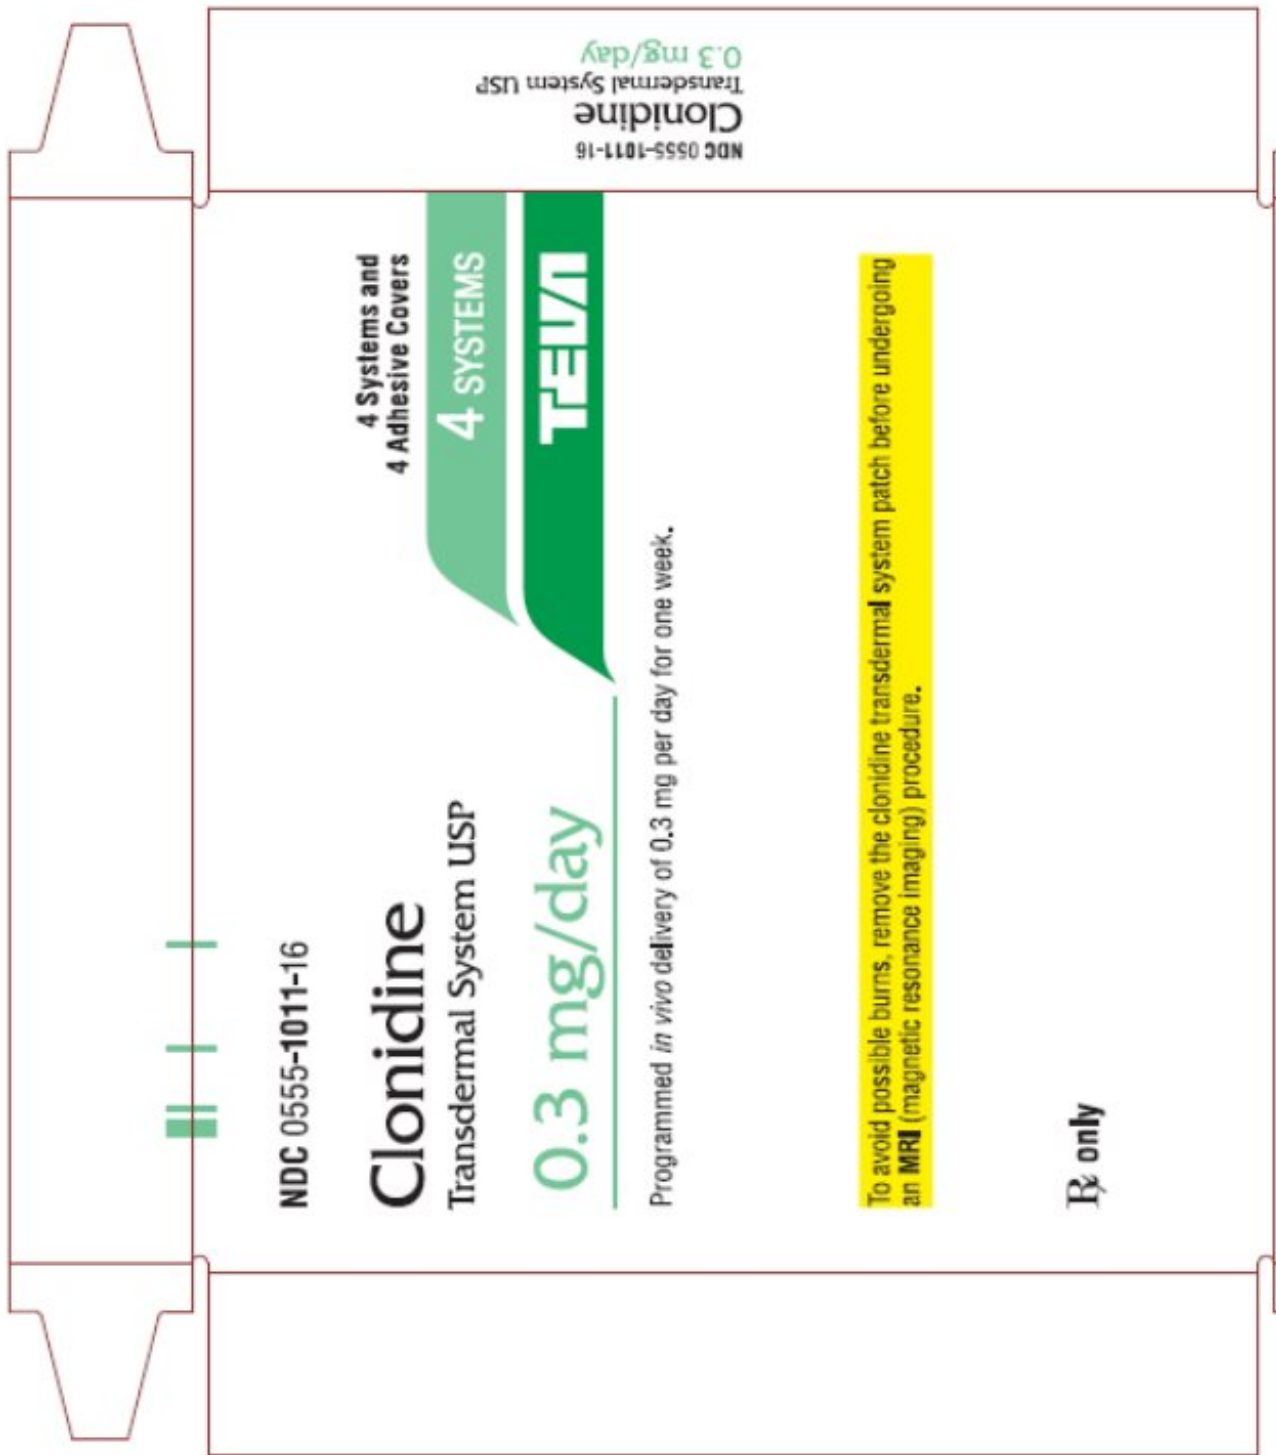 NDC 0555-1011-16
Clonidine
Transdermal System USP
0.3 mg/day
4 Systems and
4 Adhesive Covers
4 SYSTEMS
TEVA
Programmed in vivo delivery of 0.3 mg per day for one week.
To avoid possible burns, remove the clonidine transdermal system patch before undergoing
an MRI (magnetic resonance imaging) procedure.
℞ only
NDC 0555-1011-16
Clonidine
Transdermal System USP
0.3 mg/day